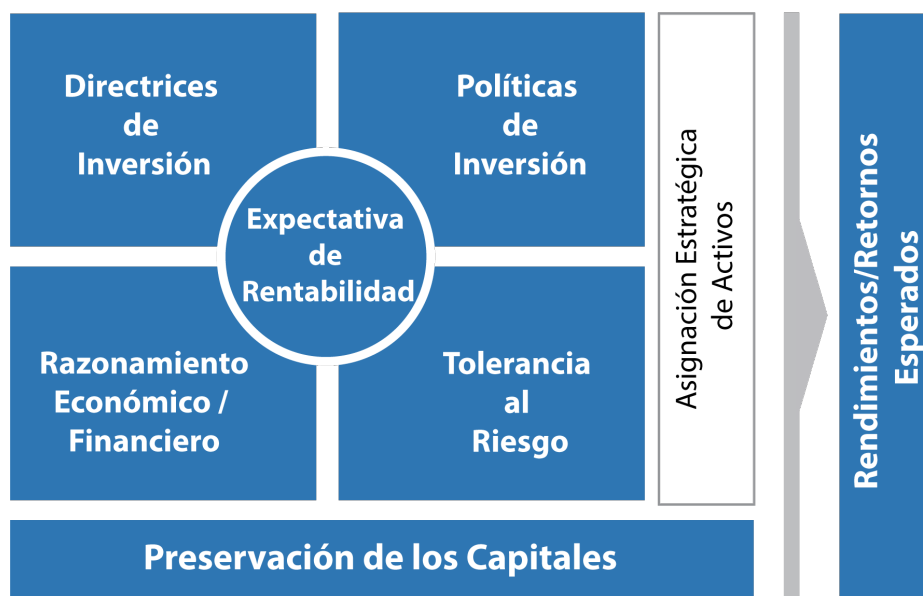 Directrices
de
Inversión
Políticas
de
Inversión
Expectativa
de
Rentabilidad
Razonamiento
Económico /
Financiero
Tolerancia
al
Riesgo
Asignación Estratégica
de Activos
Preservación de los Capitales
Rendimientos/Retornos
Esperados